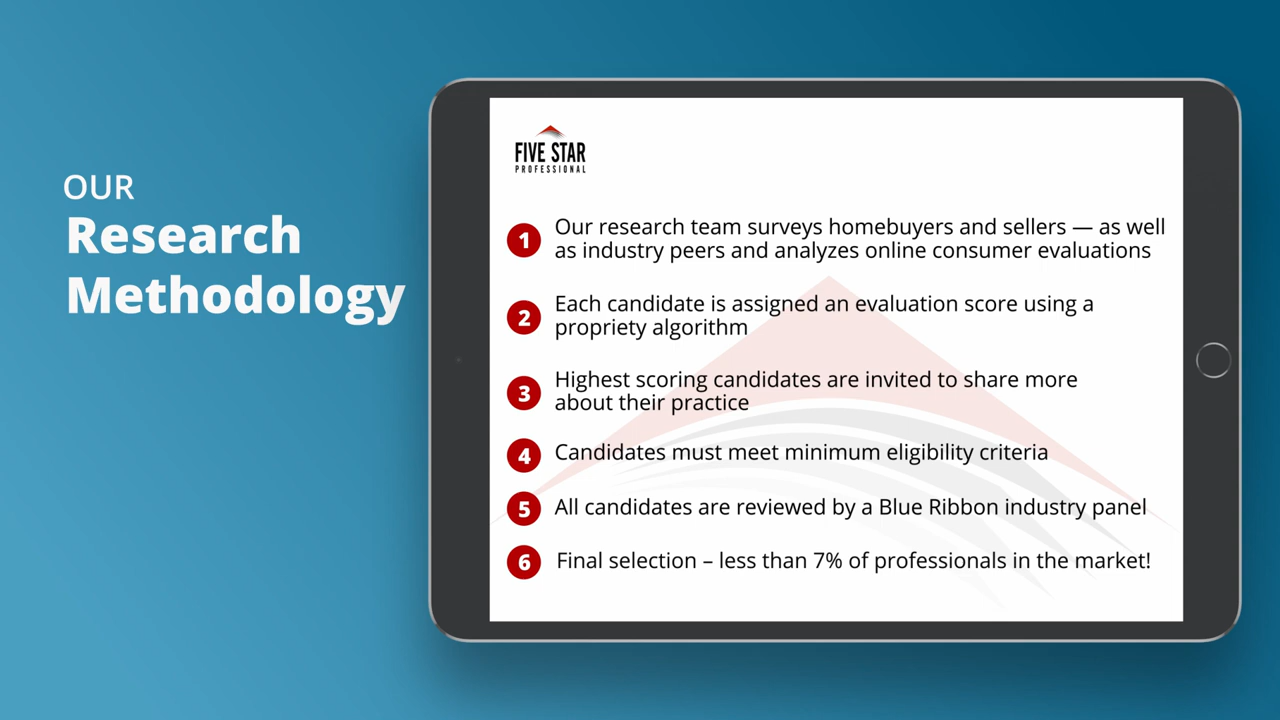 OUR
Research
Methodology
FIVE STAR
PROFESSIONAL
1 Our research team surveys homebuyers and sellers — as well
as industry peers and analyzes online consumer evaluations
2 Each candidate is assigned an evaluation score using a
propriety algorithm
3 Highest scoring candidates are invited to share more
about their practice
4 Candidates must meet minimum eligibility criteria
5 All candidates are reviewed by a Blue Ribbon industry panel
6 Final selection – less than 7% of professionals in the market!